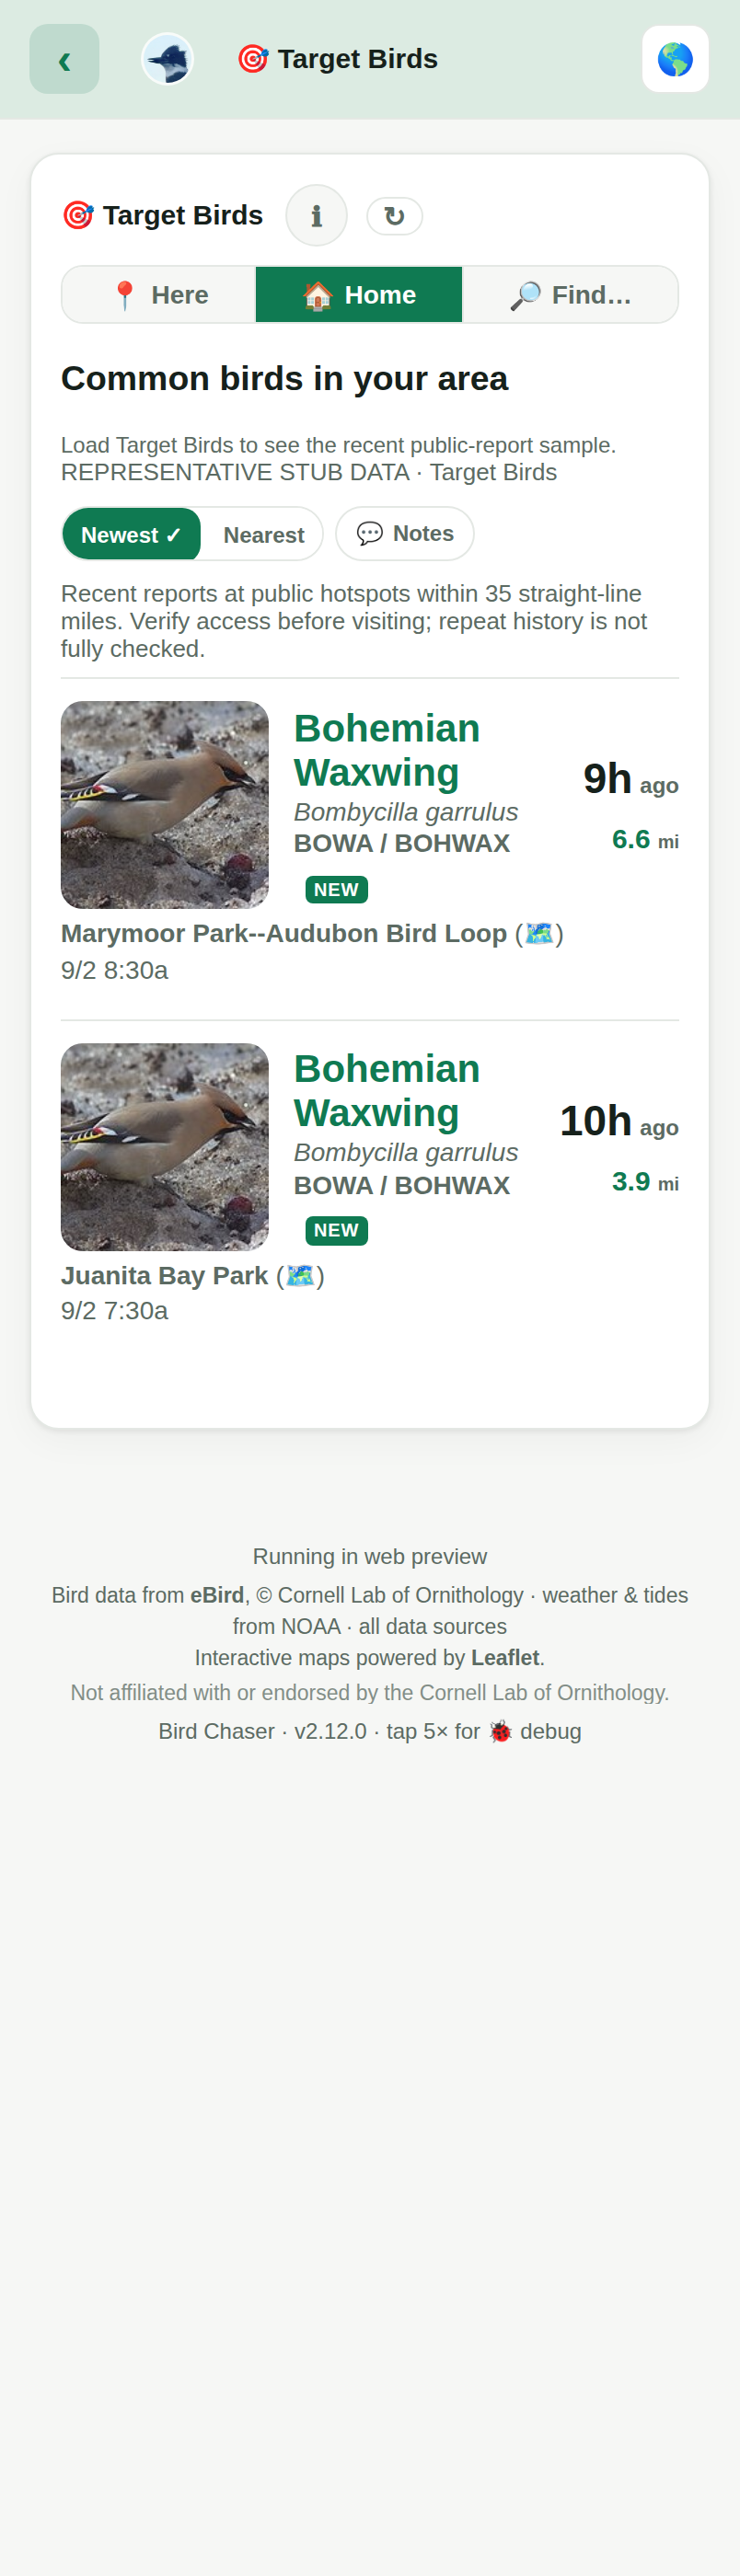 ‹ 🎯 Target Birds 🌎
🎯 Target Birds ℹ ↻
📍 Here 🏠 Home 🔎 Find…
Common birds in your area
Load Target Birds to see the recent public-report sample.
REPRESENTATIVE STUB DATA · Target Birds
Newest ✓ Nearest 💬 Notes
Recent reports at public hotspots within 35 straight-line
miles. Verify access before visiting; repeat history is not
fully checked.
Bohemian
Waxwing
9h ago
Bombycilla garrulus
6.6 mi
BOWA / BOHWAX
NEW
Marymoor Park--Audubon Bird Loop (🗺️)
9/2 8:30a
Bohemian
Waxwing
10h ago
Bombycilla garrulus
3.9 mi
BOWA / BOHWAX
NEW
Juanita Bay Park (🗺️)
9/2 7:30a
Running in web preview
Bird data from eBird, © Cornell Lab of Ornithology · weather & tides
from NOAA · all data sources
Interactive maps powered by Leaflet.
Not affiliated with or endorsed by the Cornell Lab of Ornithology.
Bird Chaser · v2.12.0 · tap 5× for 🐞 debug